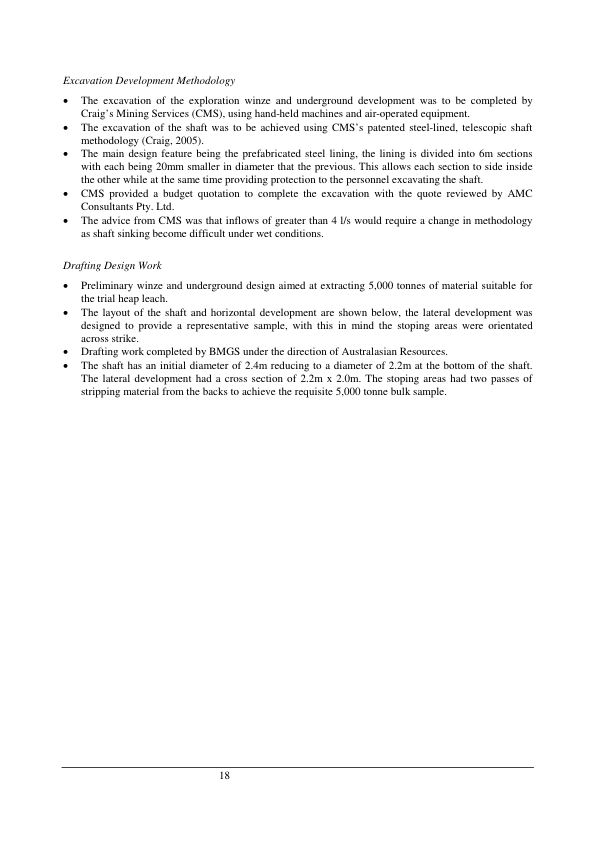 Excavation Development Methodology
• The excavation of the exploration winze and underground development was to be completed by
Craig's Mining Services (CMS), using hand-held machines and air-operated equipment.
• The excavation of the shaft was to be achieved using CMS's patented steel-lined, telescopic shaft
methodology (Craig, 2005).
• The main design feature being the prefabricated steel lining, the lining is divided into 6m sections
with each being 20mm smaller in diameter that the previous. This allows each section to side inside
the other while at the same time providing protection to the personnel excavating the shaft.
• CMS provided a budget quotation to complete the excavation with the quote reviewed by AMC
Consultants Pty. Ltd.
• The advice from CMS was that inflows of greater than 4 l/s would require a change in methodology
as shaft sinking become difficult under wet conditions.
Drafting Design Work
• Preliminary winze and underground design aimed at extracting 5,000 tonnes of material suitable for
the trial heap leach.
• The layout of the shaft and horizontal development are shown below, the lateral development was
designed to provide a representative sample, with this in mind the stoping areas were orientated
across strike.
• Drafting work completed by BMGS under the direction of Australasian Resources.
• The shaft has an initial diameter of 2.4m reducing to a diameter of 2.2m at the bottom of the shaft.
The lateral development had a cross section of 2.2m x 2.0m. The stoping areas had two passes of
stripping material from the backs to achieve the requisite 5,000 tonne bulk sample.
18